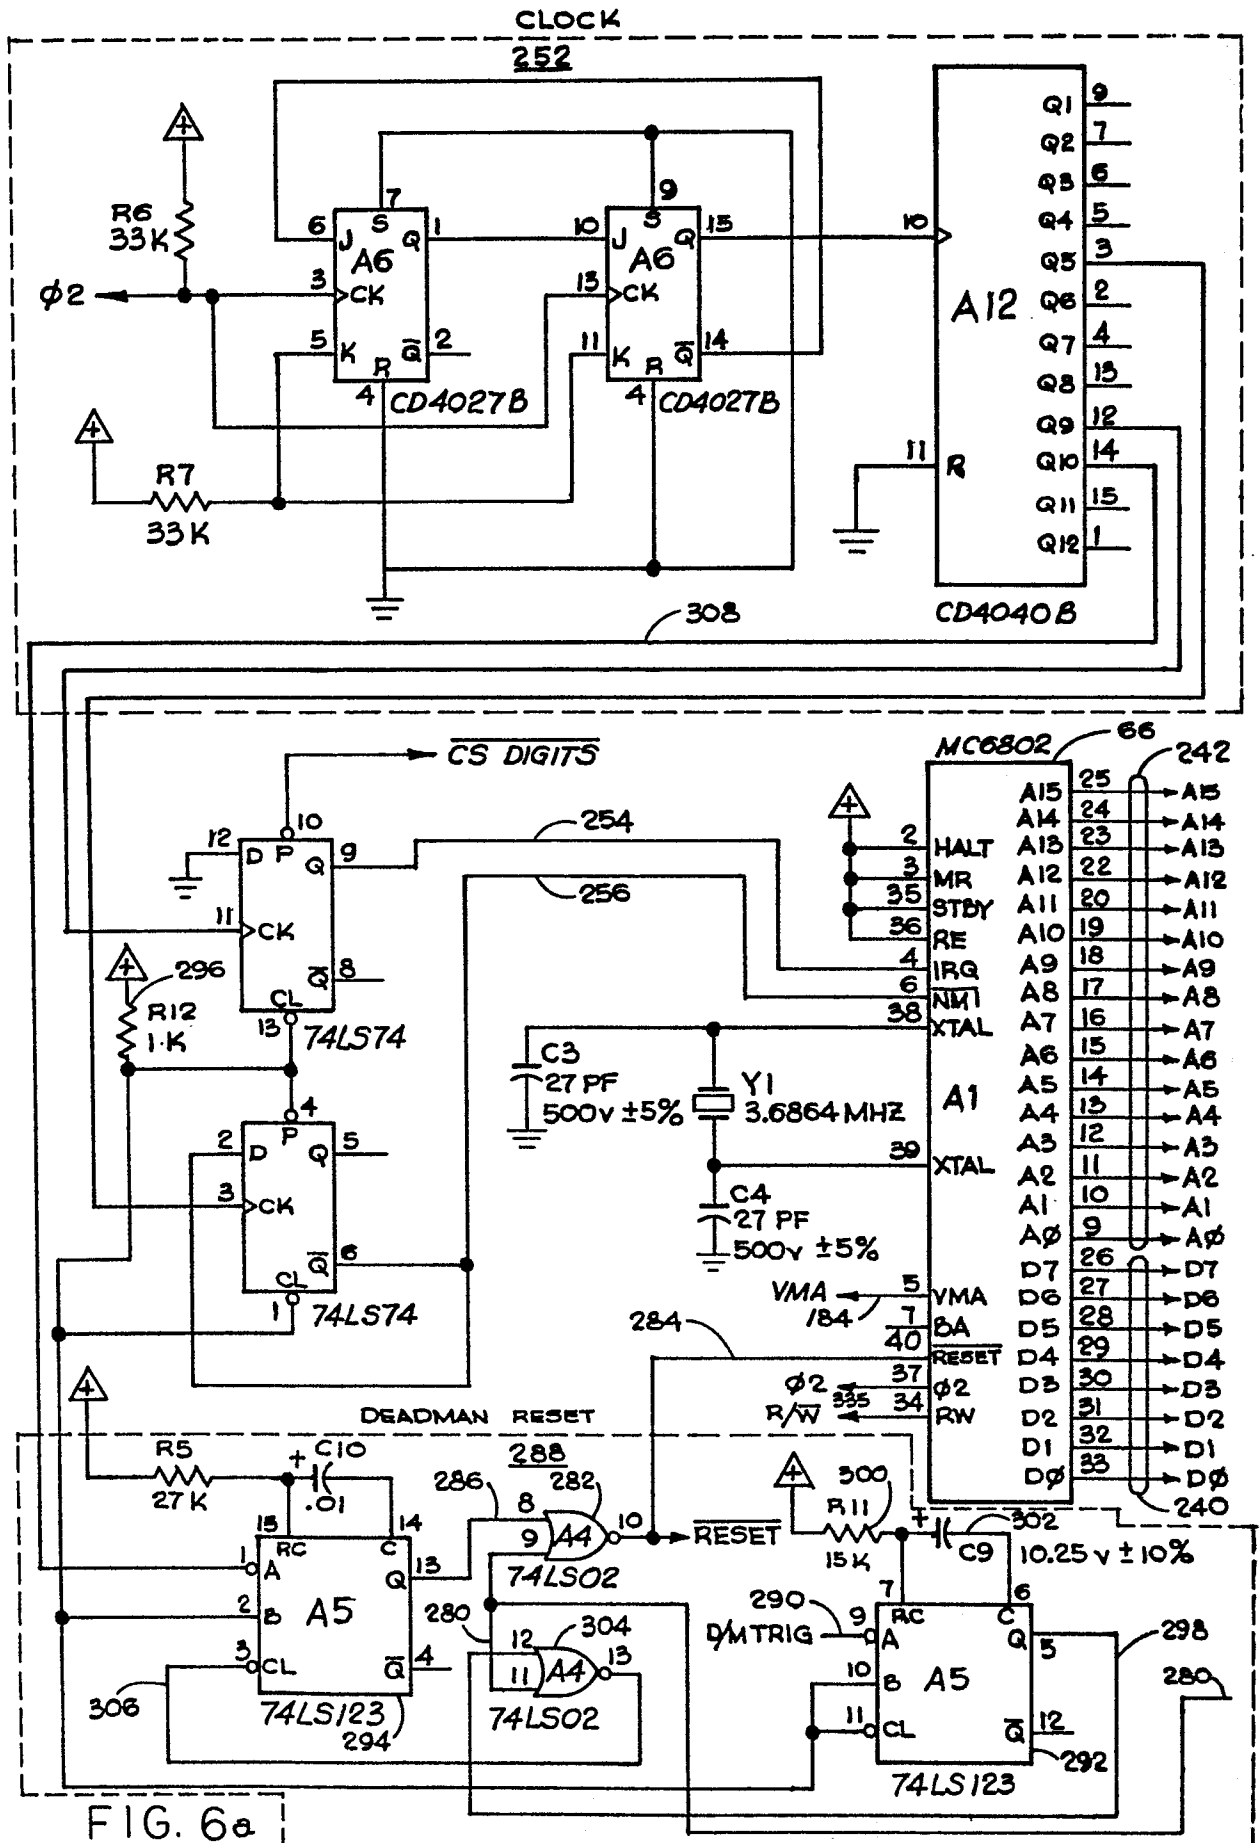 CLOCK
252
R6
33K
φ2
6
J
7
S
Q
1
A6
3
CK
5
K
Q̅
2
R
4
CD4027B
10
J
9
S
Q
15
A6
13
CK
11
K
Q̅
14
R
4
CD4027B
R7
33K
10
A12
11
R
Q1 9
Q2 7
Q3 6
Q4 5
Q5 3
Q6 2
Q7 4
Q8 13
Q9 12
Q10 14
Q11 15
Q12 1
CD4040B
308
C̅S̅ D̅I̅G̅I̅T̅S̅
12
D
10
P
Q
9
11
CK
Q̅
8
CL
13
74LS74
254
256
296
R12
1K
4
P
2
D
Q
5
3
CK
Q̅
6
CL
1
74LS74
MC6802
66
242
2 HALT
3 MR
35 STBY
36 RE
4 IRQ
6 N̅M̅I̅
38 XTAL
A1
39 XTAL
5 VMA
7 BA
40 R̅E̅S̅E̅T̅
37 φ2
34 RW
A15 25 A15
A14 24 A14
A13 23 A13
A12 22 A12
A11 20 A11
A10 19 A10
A9 18 A9
A8 17 A8
A7 16 A7
A6 15 A6
A5 14 A5
A4 13 A4
A3 12 A3
A2 11 A2
A1 10 A1
AØ 9 AØ
D7 26 D7
D6 27 D6
D5 28 D5
D4 29 D4
D3 30 D3
D2 31 D2
D1 32 D1
DØ 33 DØ
240
C3
27 PF
500v ±5%
Y1
3.6864 MHZ
C4
27 PF
500v ±5%
VMA
184
284
φ2
R/W̅
335
DEADMAN RESET
288
R5
27K
+
C10
.01
15
RC
14
C
1
A
Q
13
2
B
A5
3
CL
Q̅
4
74LS123
294
306
286
282
8
9
A4
10
R̅E̅S̅E̅T̅
74LS02
280
304
12
11
A4
13
74LS02
300
R11
15K
+
302
C9
10.25 v ±10%
290
D/MTRIG
7
RC
6
C
9
A
Q
5
10
B
A5
11
CL
Q̅
12
74LS123
292
298
280
FIG. 6a